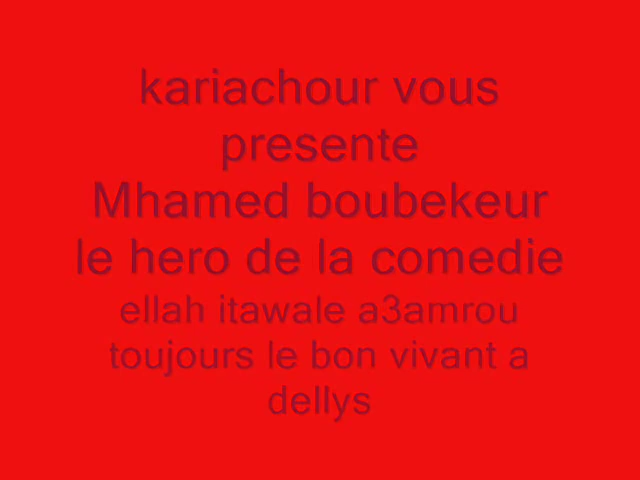 kariachour vous
presente
Mhamed boubekeur
le hero de la comedie
ellah itawale a3amrou
toujours le bon vivant a
dellys